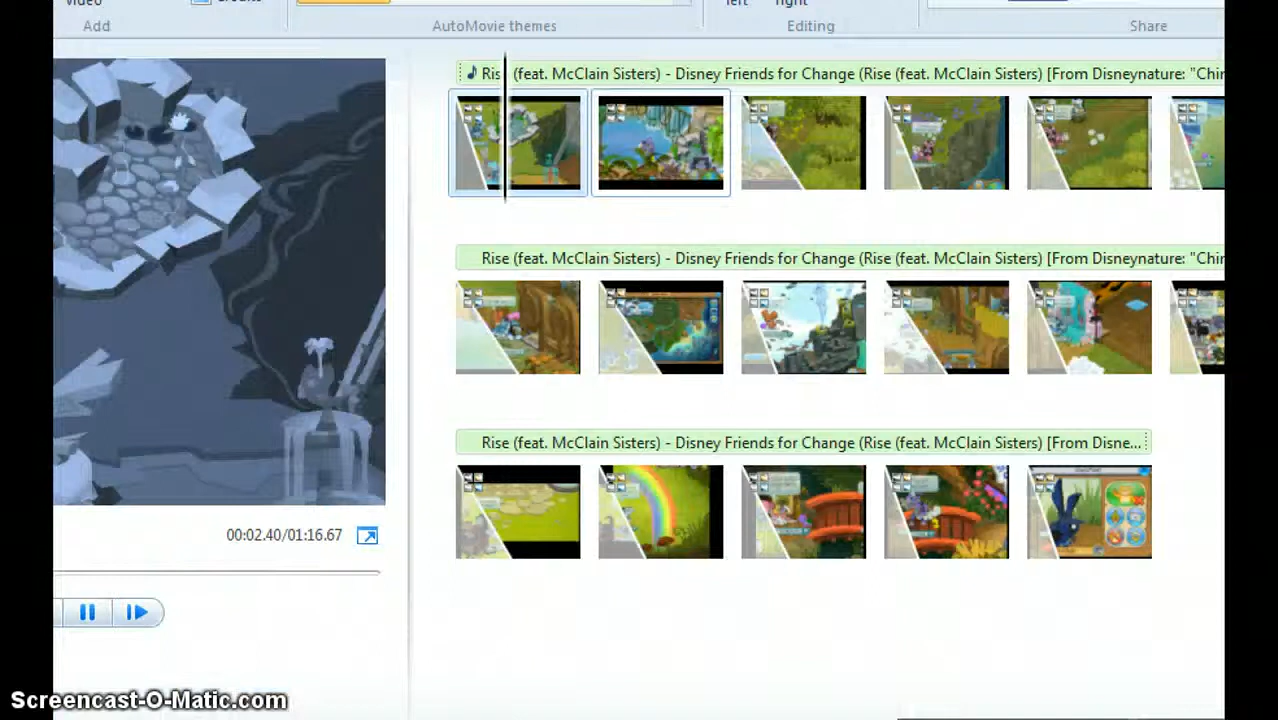 Video
Credits
left right
Add
AutoMovie themes
Editing
Share
Rise (feat. McClain Sisters) - Disney Friends for Change (Rise (feat. McClain Sisters) [From Disneynature: "Chi
Rise (feat. McClain Sisters) - Disney Friends for Change (Rise (feat. McClain Sisters) [From Disneynature: "Chi
Rise (feat. McClain Sisters) - Disney Friends for Change (Rise (feat. McClain Sisters) [From Disne...
00:02.40/01:16.67
Screencast-O-Matic.com